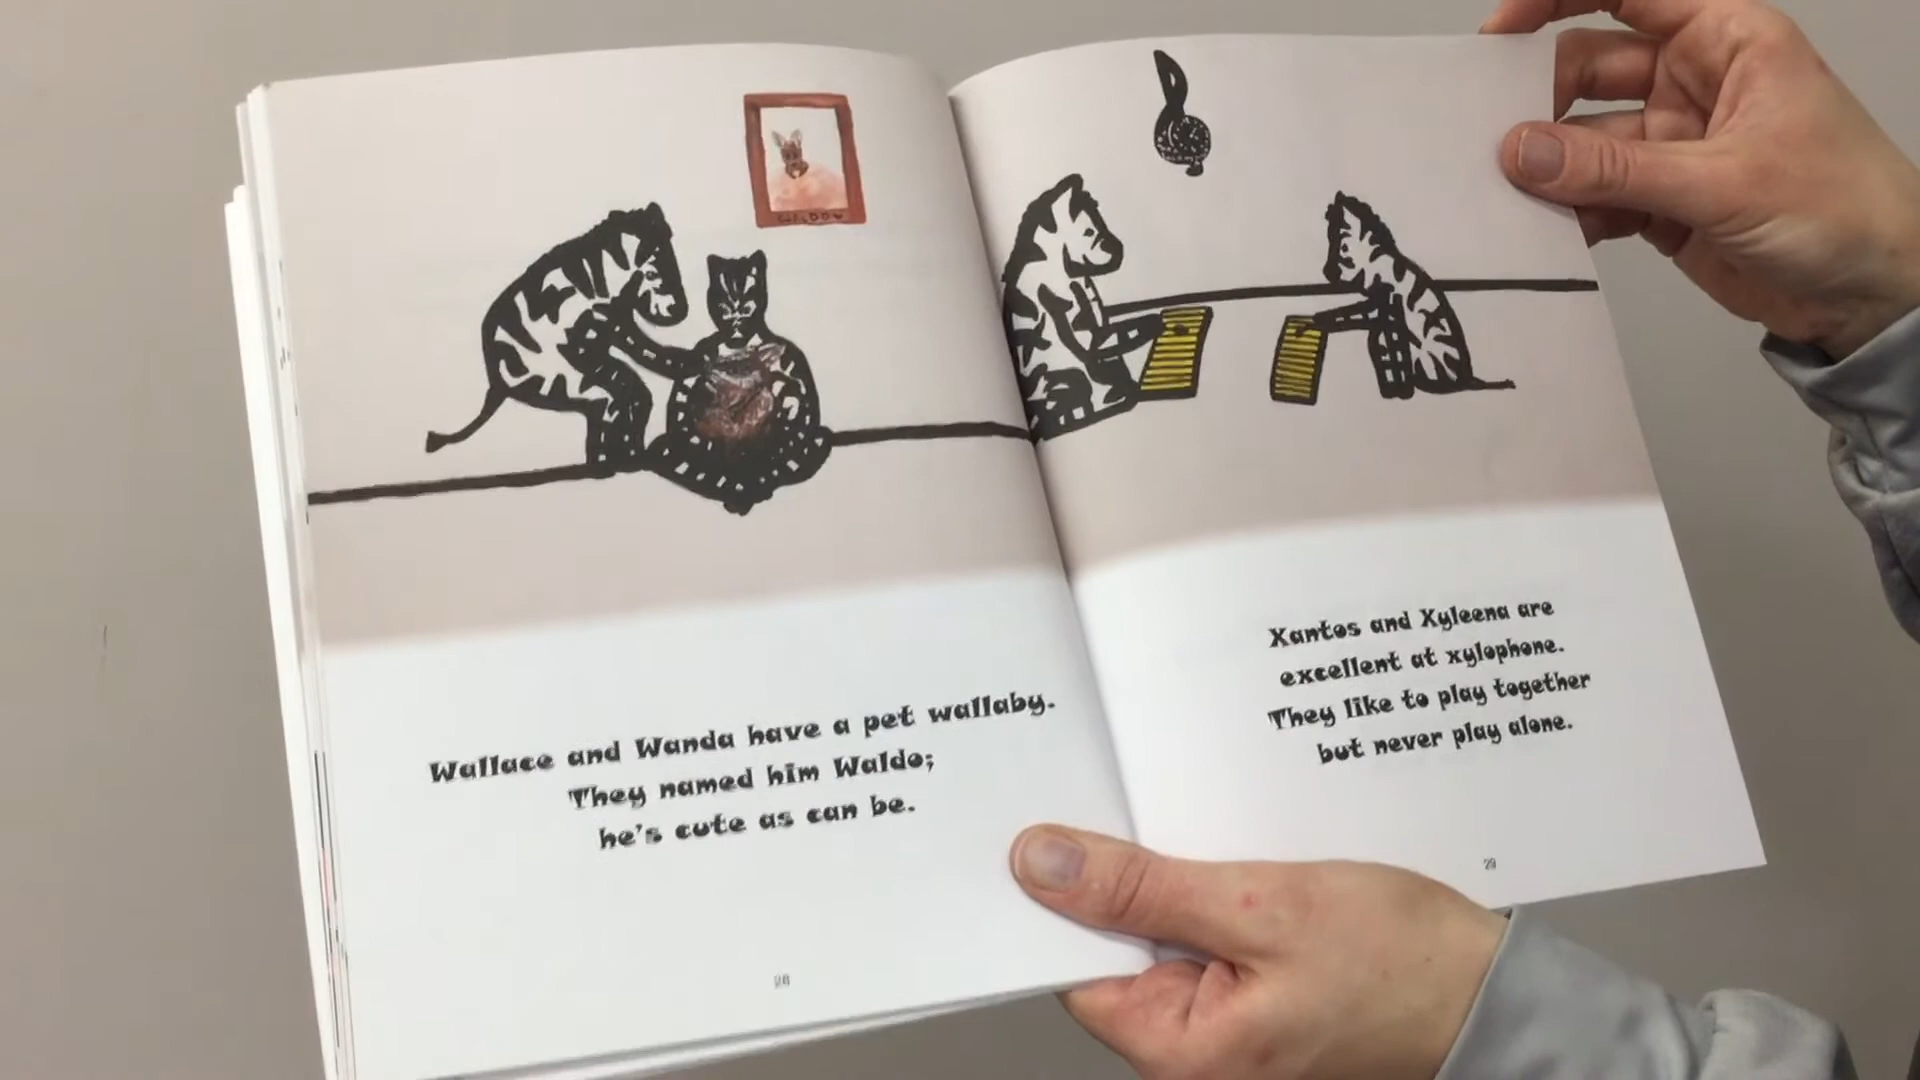 WALDO
Wallace and Wanda have a pet wallaby.
They named him Waldo;
he's cute as can be.
28
Xantos and Xyleena are
excellent at xylophone.
They like to play together
but never play alone.
29